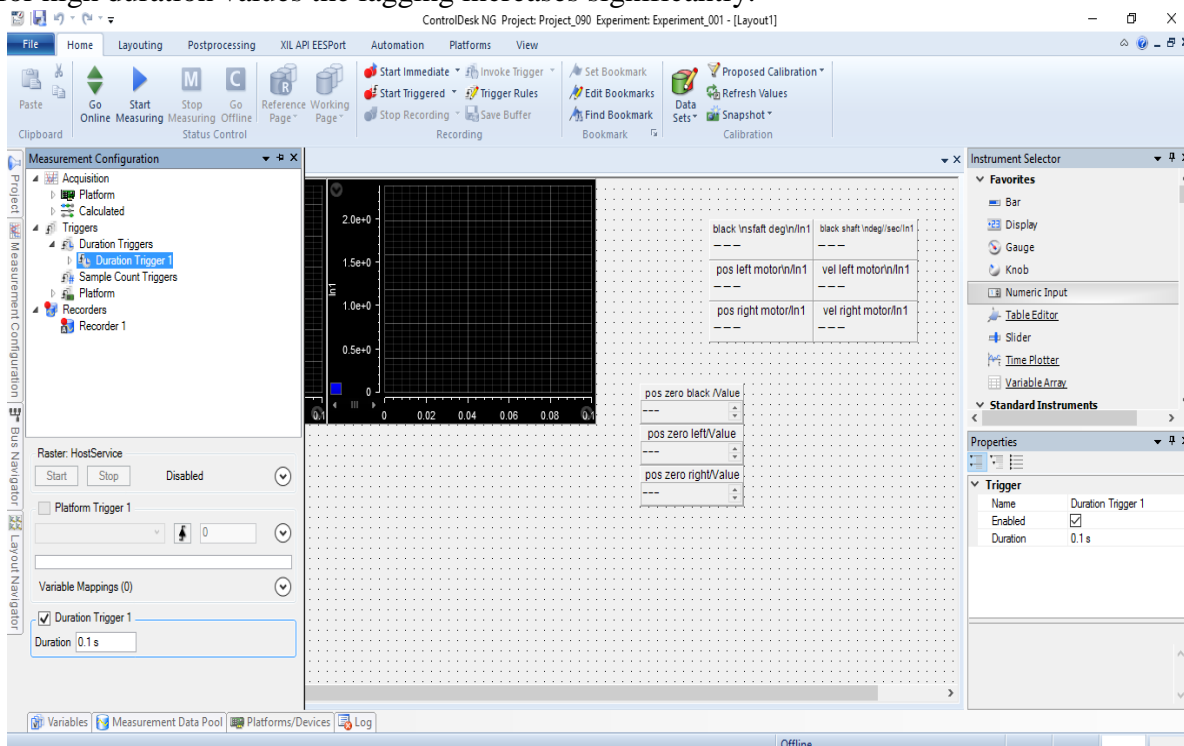 for high duration values the lagging increases significantly.
ControlDesk NG Project: Project_090 Experiment: Experiment_001 - [Layout1]
File Home Layouting Postprocessing XIL API EESPort Automation Platforms View
Paste
Clipboard
Go Online
Start Measuring
Stop Measuring
Go Offline
Status Control
Reference Page
Working Page
Start Immediate Invoke Trigger
Start Triggered Trigger Rules
Stop Recording Save Buffer
Recording
Set Bookmark
Edit Bookmarks
Find Bookmark
Bookmark
Data Sets
Proposed Calibration
Refresh Values
Snapshot
Calibration
Project
Measurement Configuration
Bus Navigator
Layout Navigator
Measurement Configuration
Acquisition
Platform
Calculated
Triggers
Duration Triggers
Duration Trigger 1
Sample Count Triggers
Platform
Recorders
Recorder 1
Raster: HostService
Start Stop Disabled
Platform Trigger 1
0
Variable Mappings (0)
Duration Trigger 1
Duration 0.1 s
In1
2.0e+0
1.5e+0
1.0e+0
0.5e+0
0
0.1 0 0.02 0.04 0.06 0.08 0.1
black \nsfaft deg\n/In1 black shaft \ndeg//sec/In1
--- ---
pos left motor\n/In1 vel left motor\n/In1
--- ---
pos right motor/In1 vel right motor/In1
--- ---
pos zero black /Value
---
pos zero left/Value
---
pos zero right/Value
---
Instrument Selector
Favorites
Bar
Display
Gauge
Knob
Numeric Input
Table Editor
Slider
Time Plotter
Variable Array
Standard Instruments
Properties
Trigger
Name Duration Trigger 1
Enabled
Duration 0.1 s
Variables Measurement Data Pool Platforms/Devices Log
Offline